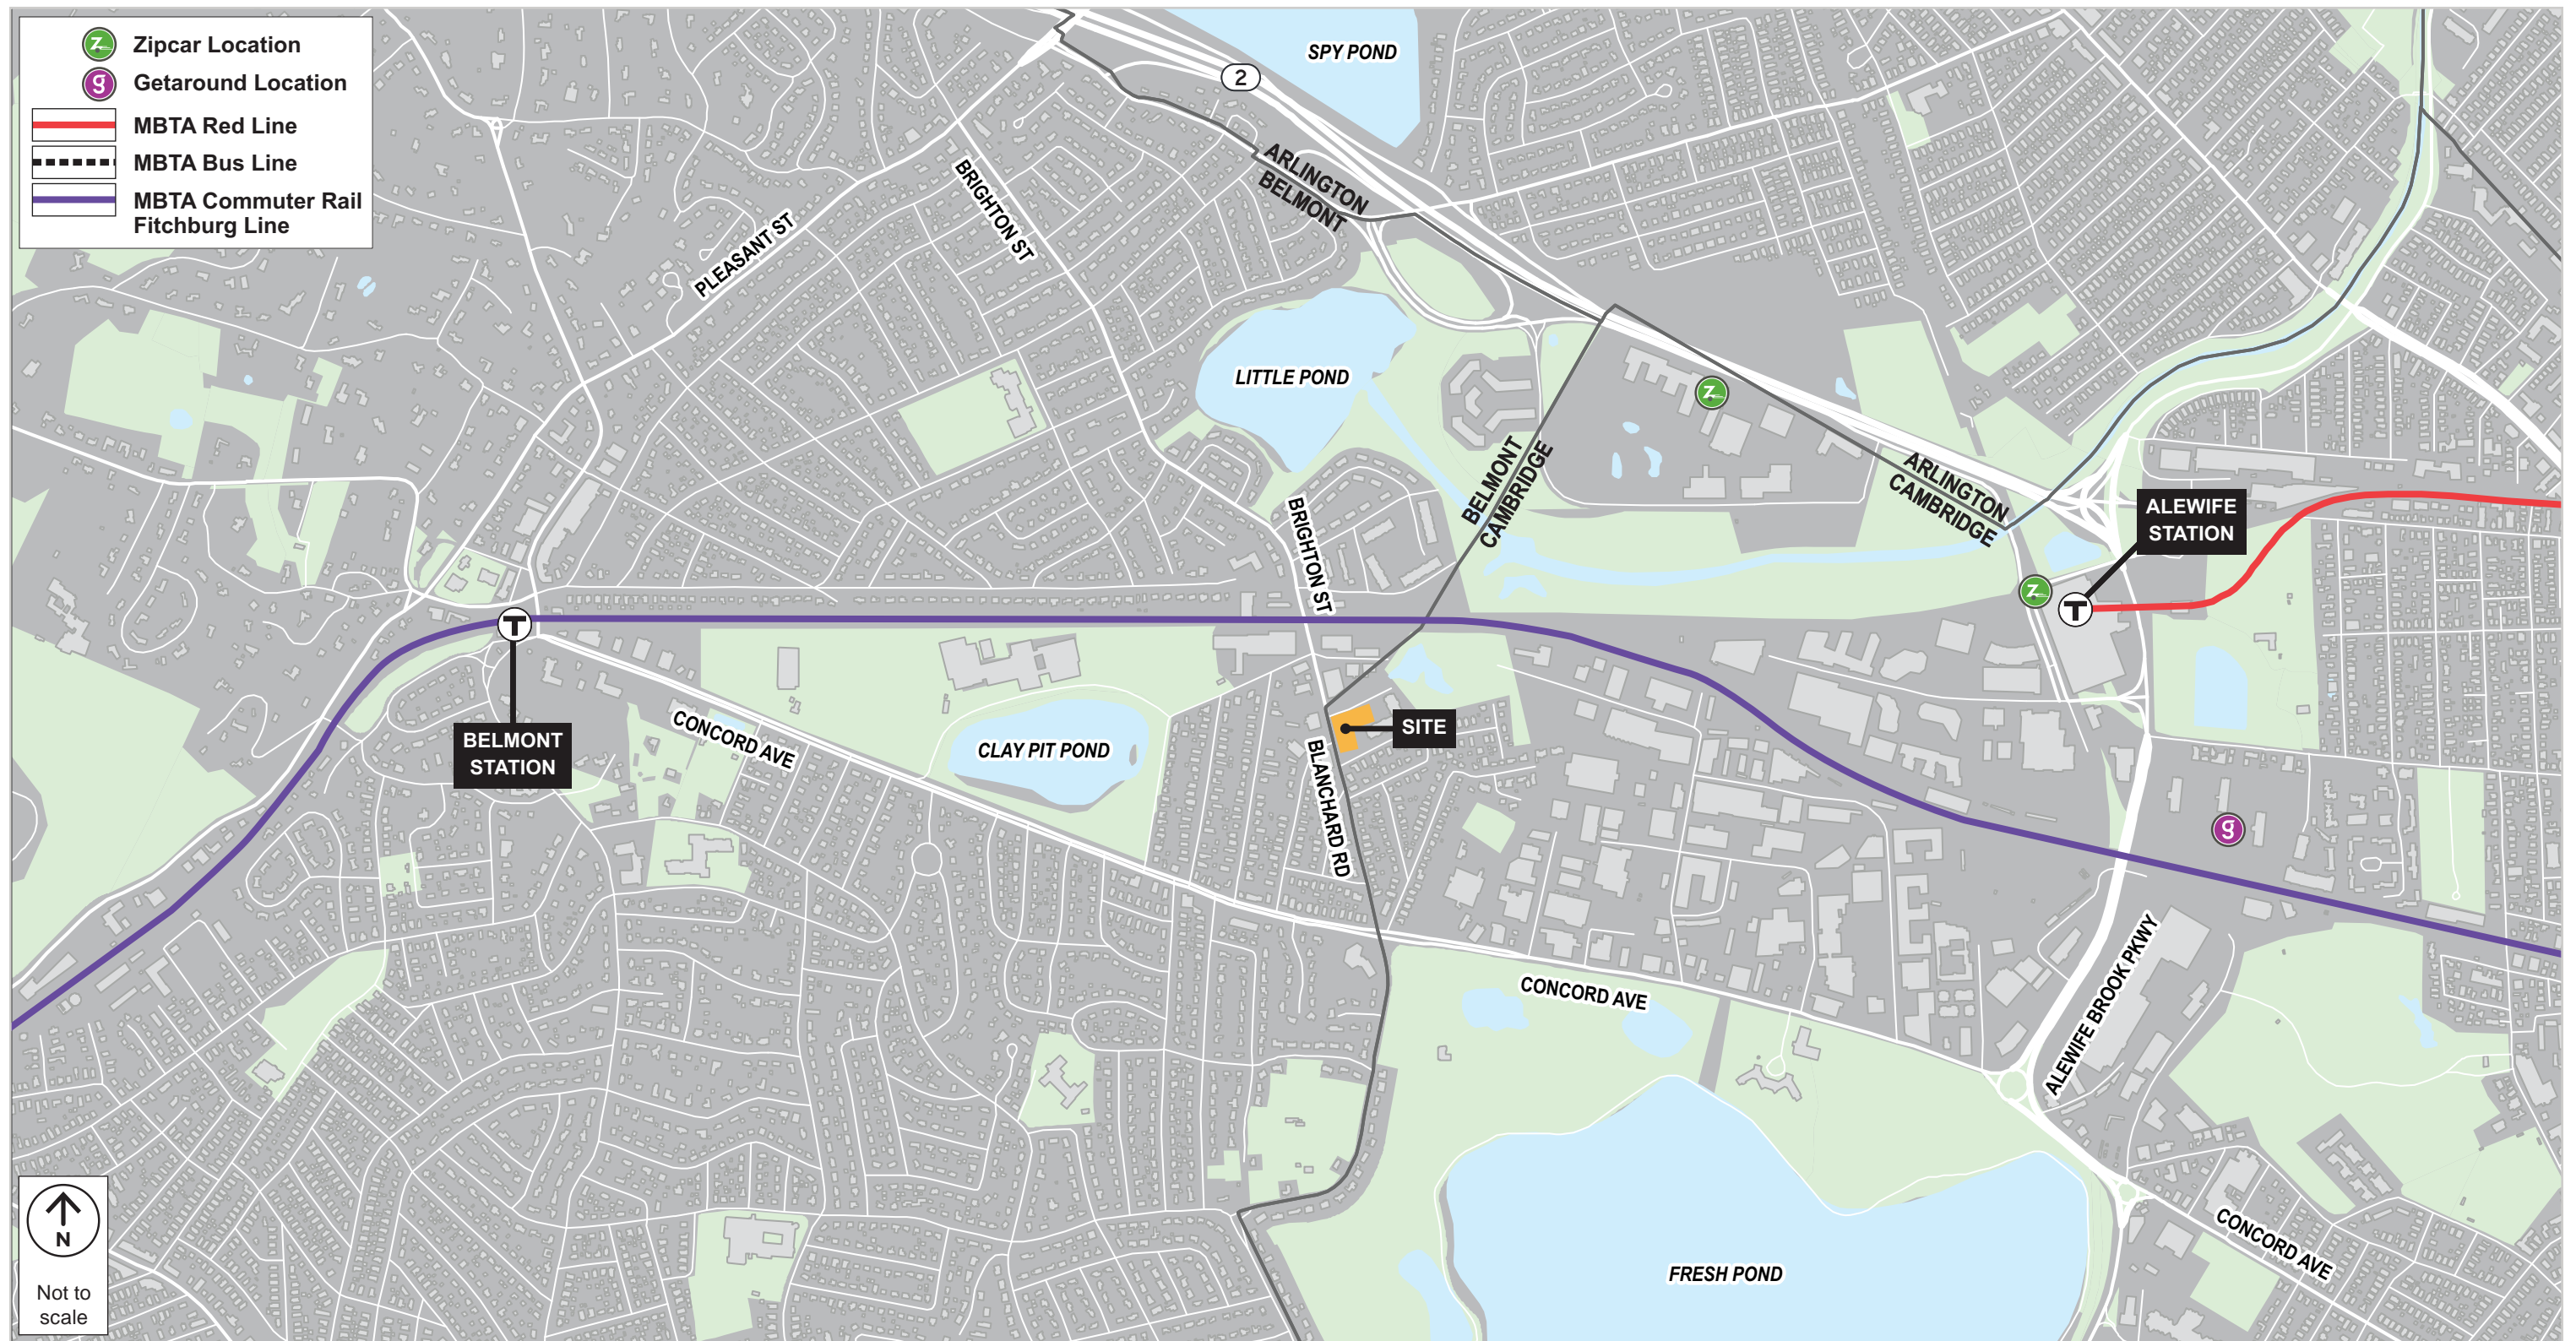 Zipcar Location
g Getaround Location
MBTA Red Line
MBTA Bus Line
MBTA Commuter Rail
Fitchburg Line
SPY POND
2
ARLINGTON
BELMONT
BRIGHTON ST
PLEASANT ST
LITTLE POND
Z
BELMONT
CAMBRIDGE
ARLINGTON
CAMBRIDGE
ALEWIFE
STATION
BRIGHTON ST
Z
T
T
BELMONT
STATION
CONCORD AVE
CLAY PIT POND
SITE
BLANCHARD RD
g
CONCORD AVE
ALEWIFE BROOK PKWY
CONCORD AVE
FRESH POND
N
Not to
scale